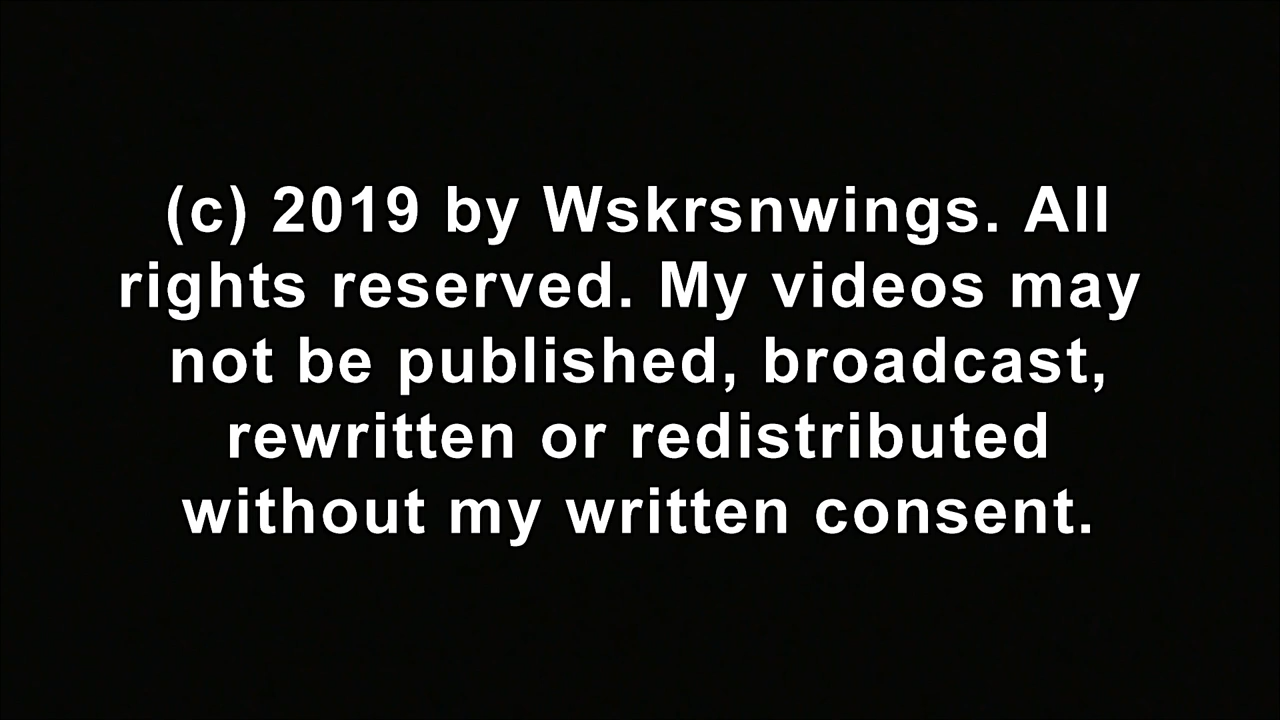 (c) 2019 by Wskrsnwings. All
rights reserved. My videos may
not be published, broadcast,
rewritten or redistributed
without my written consent.